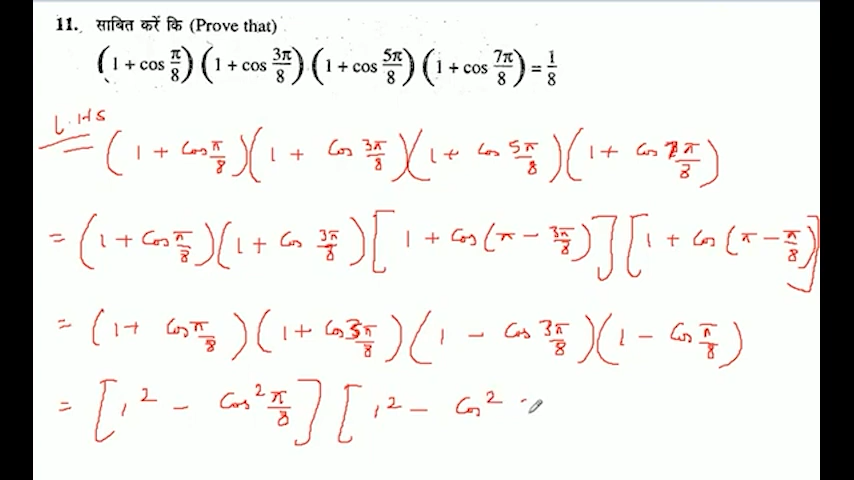 11. साबित करें कि (Prove that)
(1 + cos π/8) (1 + cos 3π/8) (1 + cos 5π/8) (1 + cos 7π/8) = 1/8
L.H.S
(1 + Cos π/8) (1 + Cos 3π/8) (1 + Cos 5π/8) (1 + Cos 7π/8)
= (1 + Cos π/8) (1 + Cos 3π/8) [1 + Cos (π − 3π/8)] [1 + Cos (π − π/8)]
= (1 + Cos π/8) (1 + Cos 3π/8) (1 − Cos 3π/8) (1 − Cos π/8)
= [1² − Cos² π/8] [1² − Cos²